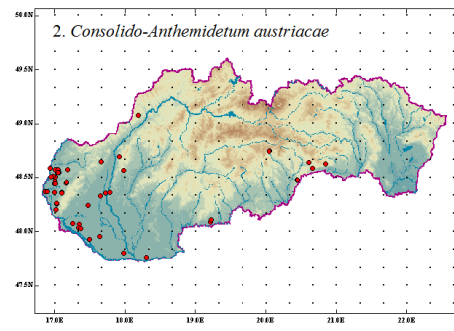 2. Consolido-Anthemidetum austriacae
50.0N
49.5N
49.0N
48.5N
48.0N
47.5N
17.0E 18.0E 19.0E 20.0E 21.0E 22.0E